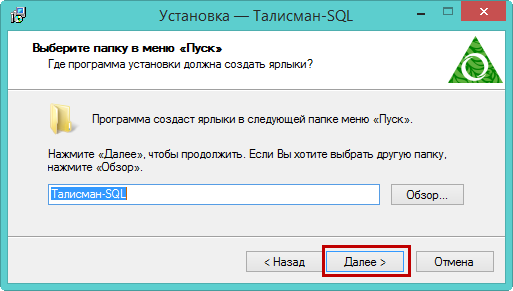 Установка — Талисман-SQL
Выберите папку в меню «Пуск»
Где программа установки должна создать ярлыки?
Программа создаст ярлыки в следующей папке меню «Пуск».
Нажмите «Далее», чтобы продолжить. Если Вы хотите выбрать другую папку,
нажмите «Обзор».
Талисман-SQL
Обзор...
< Назад
Далее >
Отмена